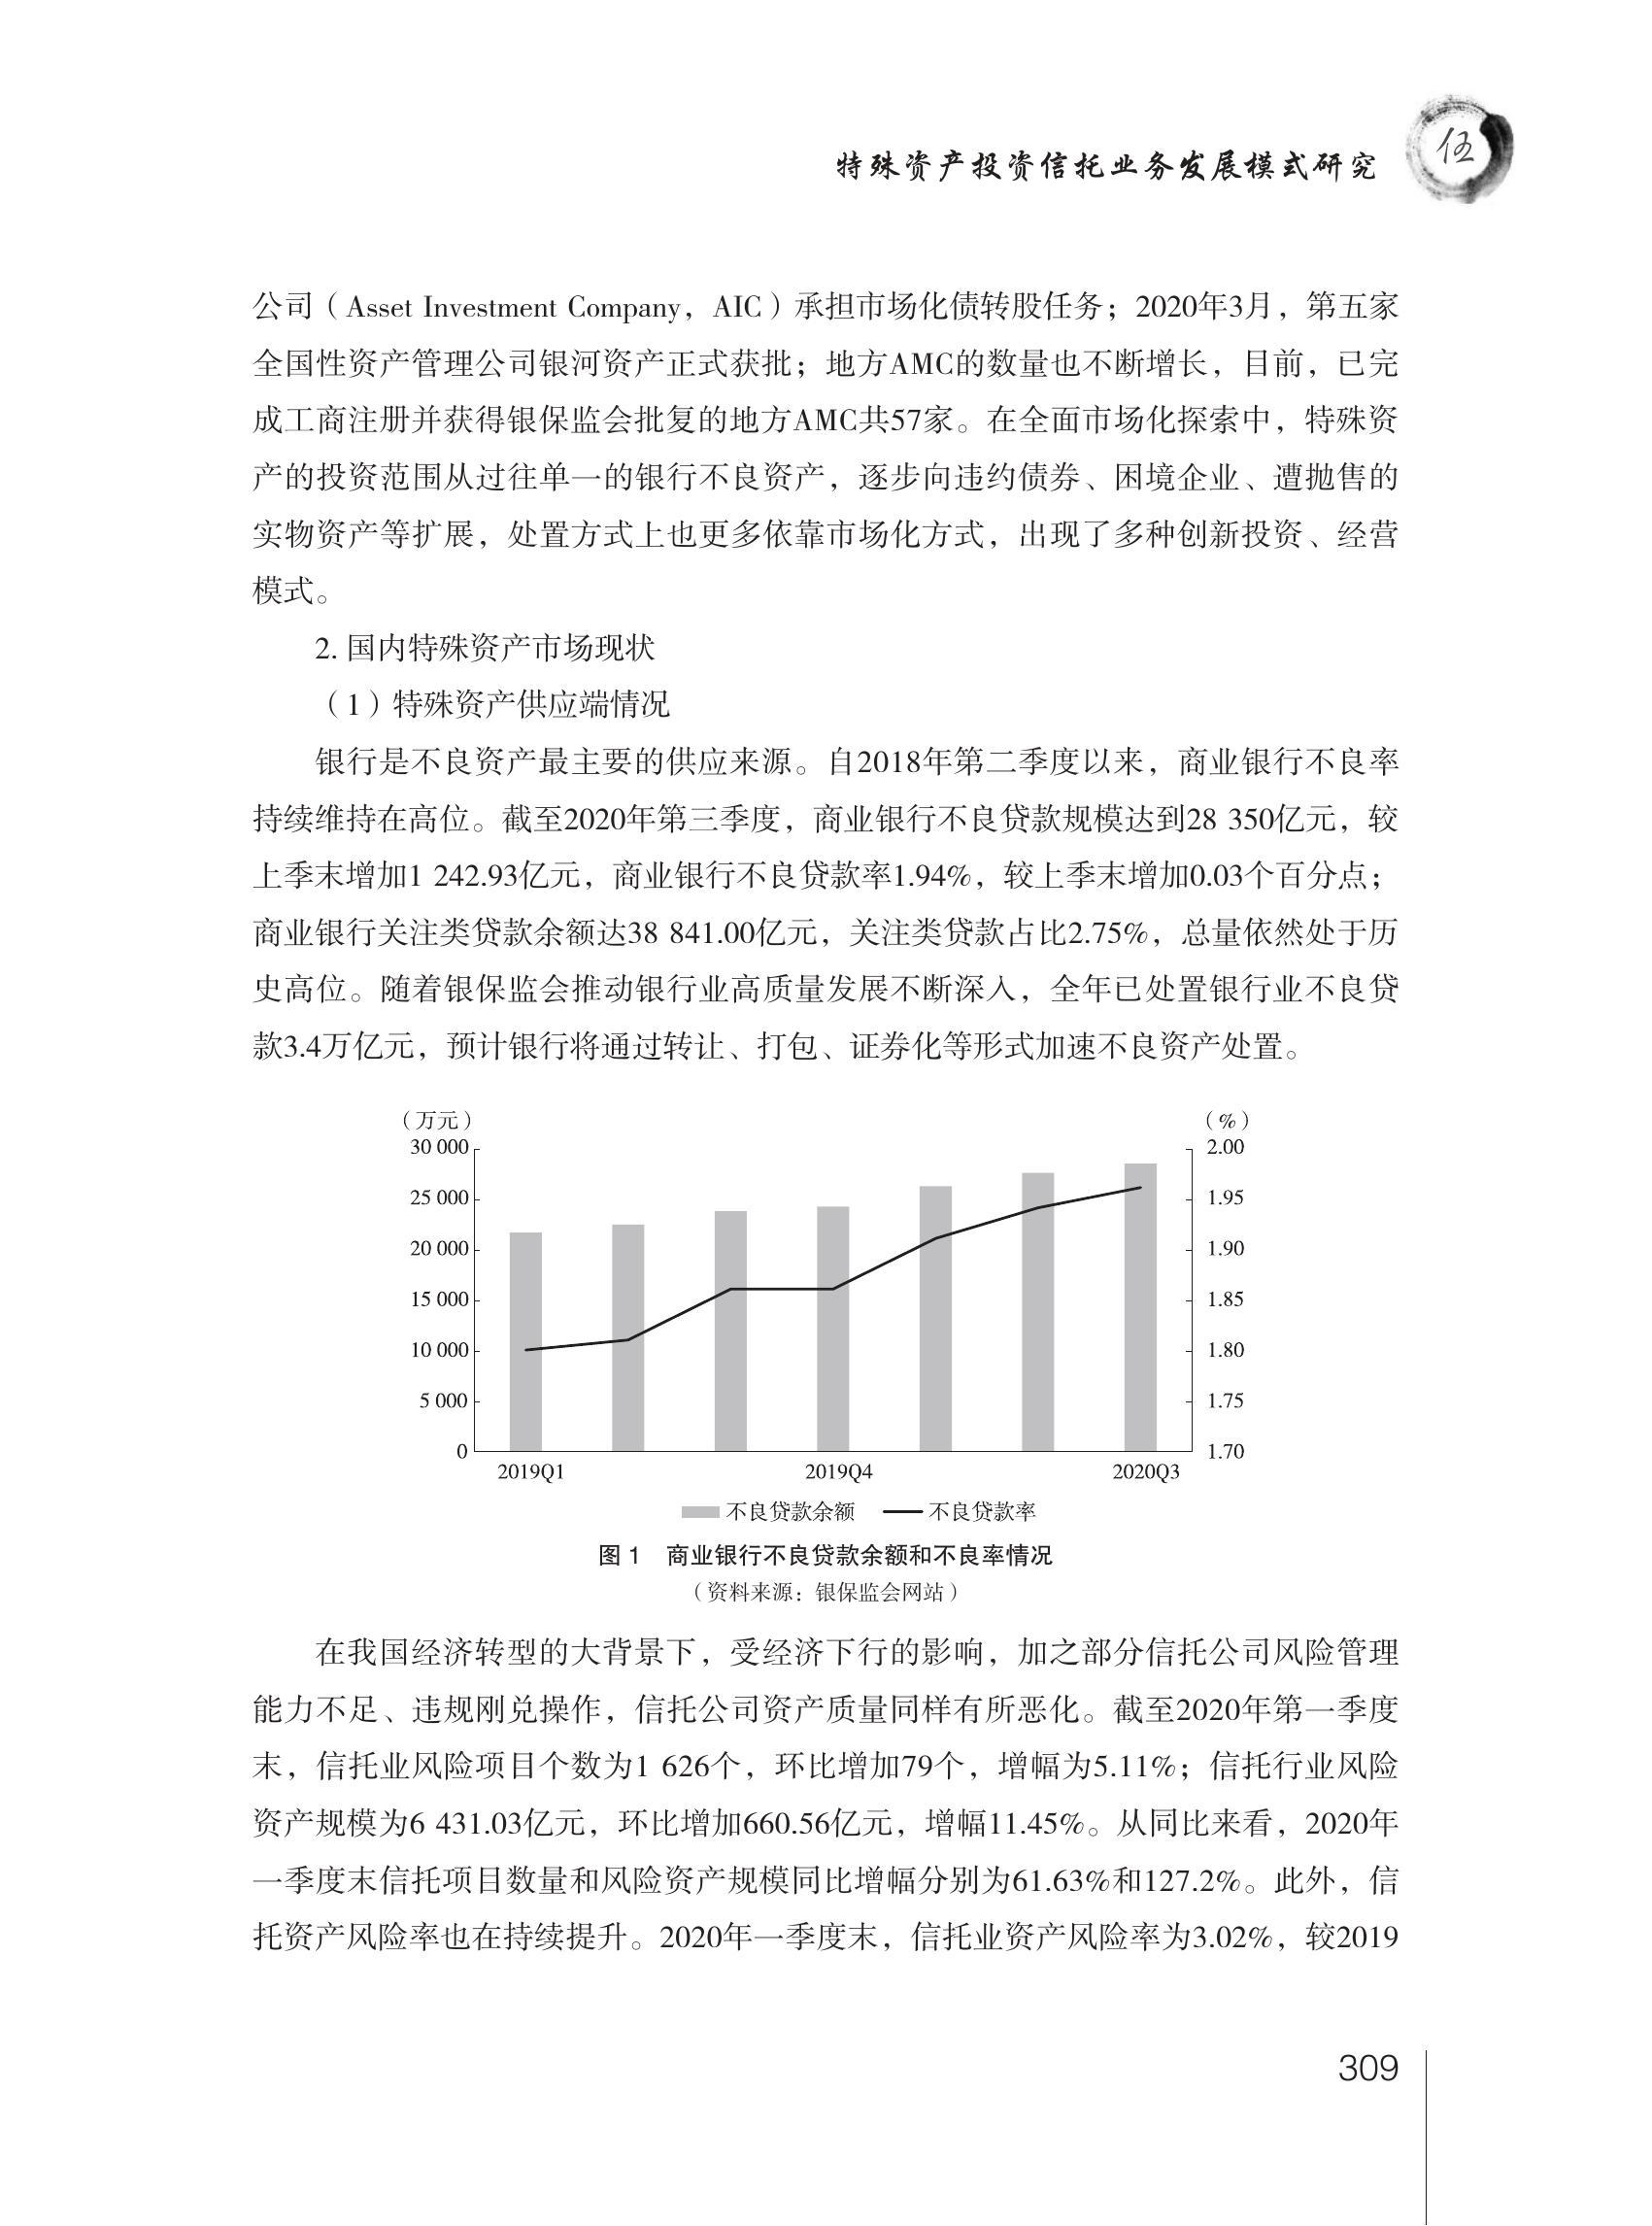 特殊资产投资信托业务发展模式研究
伍
公司（Asset Investment Company，AIC）承担市场化债转股任务；2020年3月，第五家
全国性资产管理公司银河资产正式获批；地方AMC的数量也不断增长，目前，已完
成工商注册并获得银保监会批复的地方AMC共57家。在全面市场化探索中，特殊资
产的投资范围从过往单一的银行不良资产，逐步向违约债券、困境企业、遭抛售的
实物资产等扩展，处置方式上也更多依靠市场化方式，出现了多种创新投资、经营
模式。
2. 国内特殊资产市场现状
（1）特殊资产供应端情况
银行是不良资产最主要的供应来源。自2018年第二季度以来，商业银行不良率
持续维持在高位。截至2020年第三季度，商业银行不良贷款规模达到28 350亿元，较
上季末增加1 242.93亿元，商业银行不良贷款率1.94%，较上季末增加0.03个百分点；
商业银行关注类贷款余额达38 841.00亿元，关注类贷款占比2.75%，总量依然处于历
史高位。随着银保监会推动银行业高质量发展不断深入，全年已处置银行业不良贷
款3.4万亿元，预计银行将通过转让、打包、证券化等形式加速不良资产处置。
（万元） （%）
30 000 2.00
25 000 1.95
20 000 1.90
15 000 1.85
10 000 1.80
5 000 1.75
0 1.70
2019Q1 2019Q4 2020Q3
不良贷款余额 不良贷款率
图 1 商业银行不良贷款余额和不良率情况
（资料来源：银保监会网站）
在我国经济转型的大背景下，受经济下行的影响，加之部分信托公司风险管理
能力不足、违规刚兑操作，信托公司资产质量同样有所恶化。截至2020年第一季度
末，信托业风险项目个数为1 626个，环比增加79个，增幅为5.11%；信托行业风险
资产规模为6 431.03亿元，环比增加660.56亿元，增幅11.45%。从同比来看，2020年
一季度末信托项目数量和风险资产规模同比增幅分别为61.63%和127.2%。此外，信
托资产风险率也在持续提升。2020年一季度末，信托业资产风险率为3.02%，较2019
309